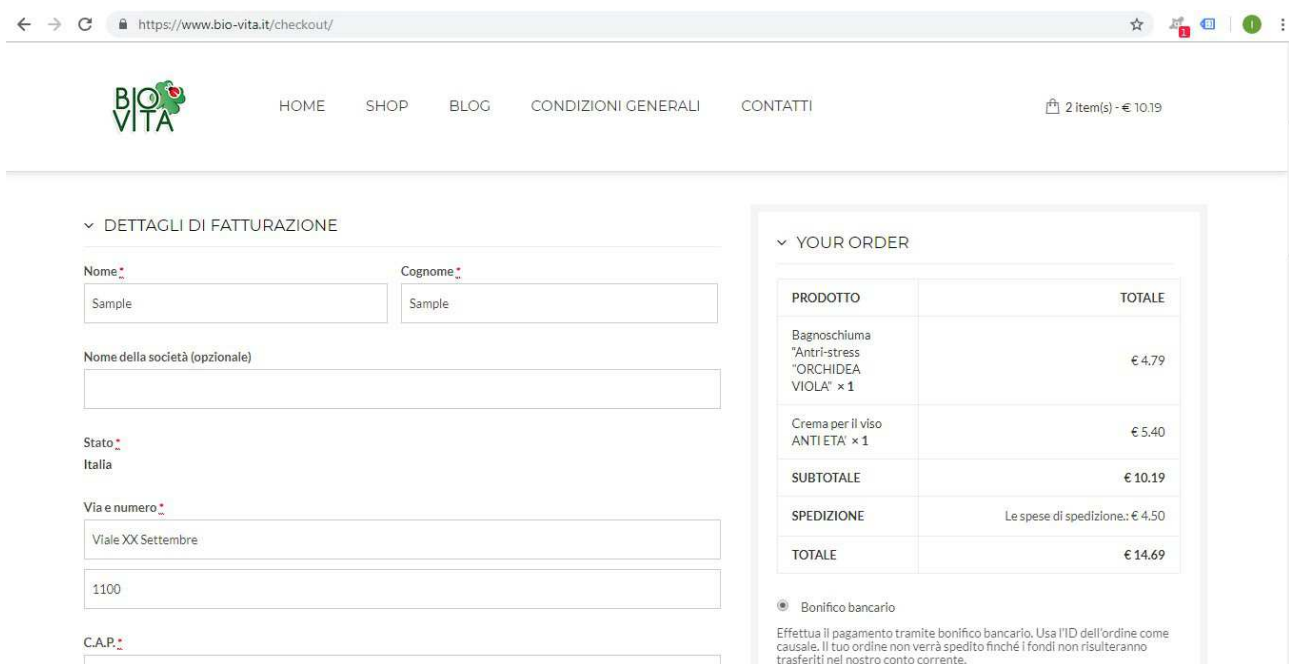 https://www.bio-vita.it/checkout/
1
I
BIO
VITA
HOME SHOP BLOG CONDIZIONI GENERALI CONTATTI
2 item(s) - € 10.19
DETTAGLI DI FATTURAZIONE
Nome * Cognome *
Sample Sample
Nome della società (opzionale)
Stato *
Italia
Via e numero *
Viale XX Settembre
1100
C.A.P. *
YOUR ORDER
PRODOTTO TOTALE
Bagnoschiuma
"Antri-stress
"ORCHIDEA
VIOLA" × 1
€ 4.79
Crema per il viso
ANTI ETA' × 1
€ 5.40
SUBTOTALE € 10.19
SPEDIZIONE Le spese di spedizione.: € 4.50
TOTALE € 14.69
Bonifico bancario
Effettua il pagamento tramite bonifico bancario. Usa l'ID dell'ordine come
causale. Il tuo ordine non verrà spedito finché i fondi non risulteranno
trasferiti nel nostro conto corrente.